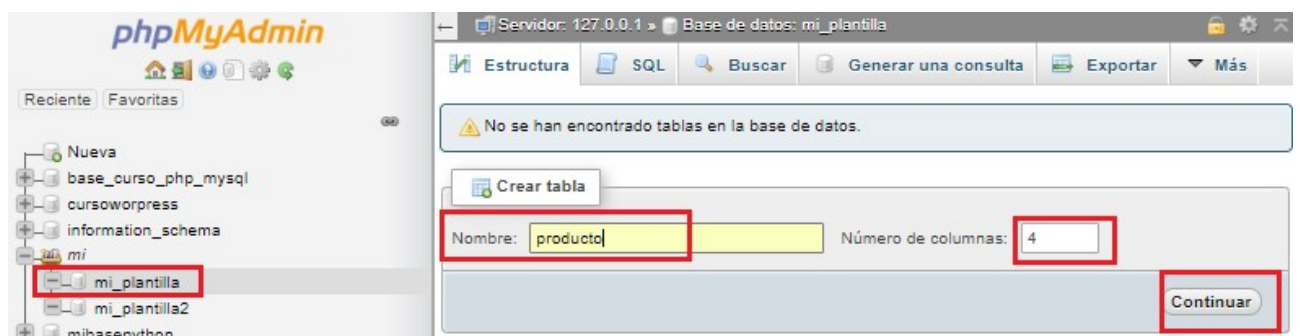 phpMyAdmin
Reciente Favoritas
Nueva
base_curso_php_mysql
cursoworpress
information_schema
mi
mi_plantilla
mi_plantilla2
mibasepython
← Servidor: 127.0.0.1 » Base de datos: mi_plantilla
Estructura SQL Buscar Generar una consulta Exportar Más
No se han encontrado tablas en la base de datos.
Crear tabla
Nombre: producto Número de columnas: 4
Continuar